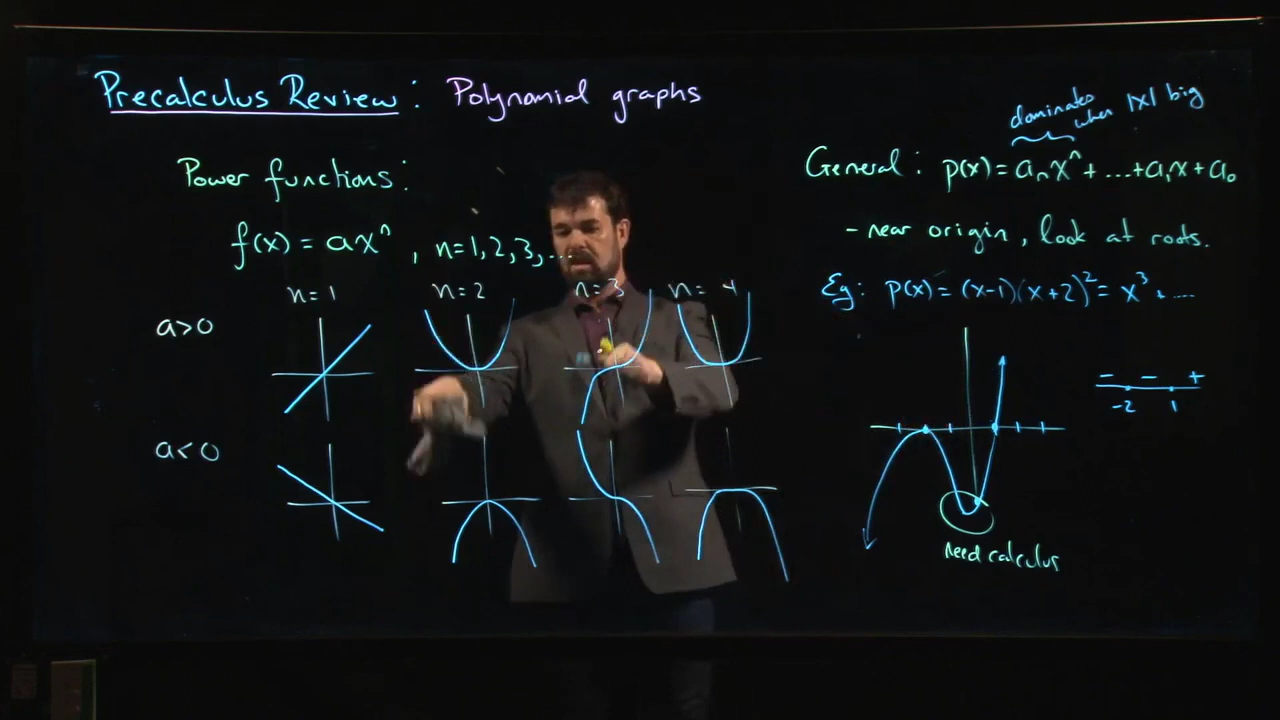 Precalculus Review: Polynomial graphs
Power functions:
f(x) = axⁿ, n=1,2,3,...
n=1 n=2 n=3 n=4
a>0
a<0
dominates when |x| big
General: p(x) = aₙxⁿ + ... + a₁x + a₀
- near origin, look at roots.
Eg: p(x) = (x-1)(x+2)² = x³ + ....
- - +
-2 1
need calculus